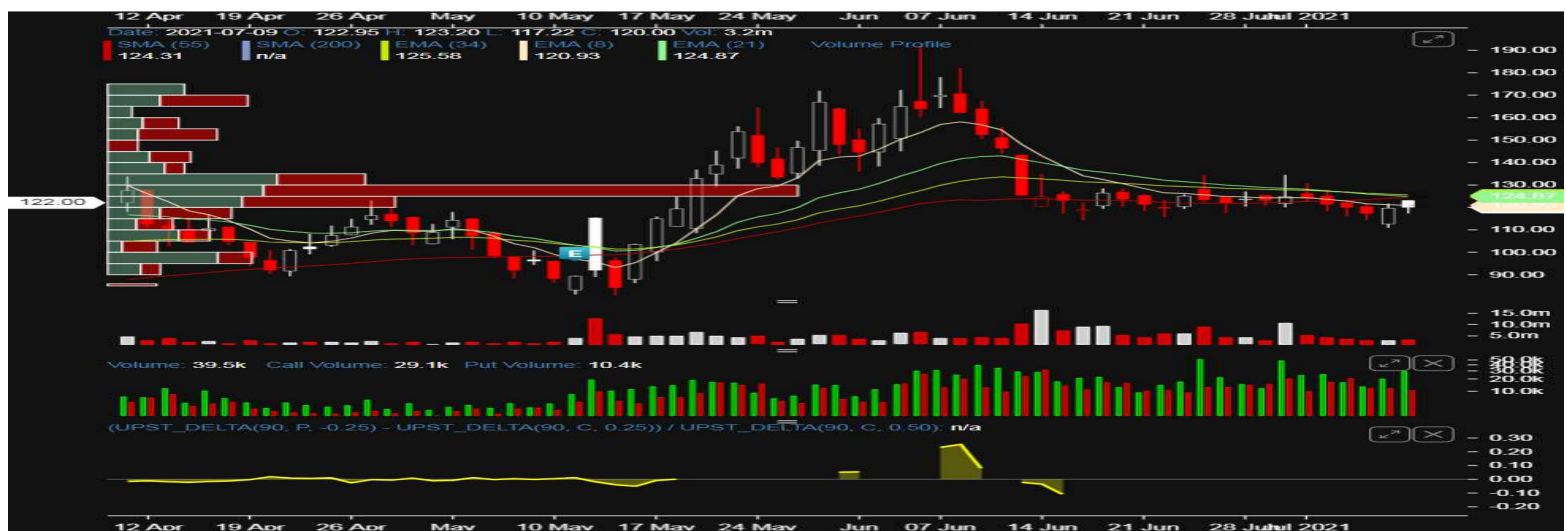 12 Apr 19 Apr 26 Apr May 10 May 17 May 24 May Jun 07 Jun 14 Jun 21 Jun 28 Jun 2021
Date: 2021-07-09 O: 122.95 H: 123.20 L: 117.22 C: 120.00 Vol: 3.2m
SMA (55) SMA (200) EMA (34) EMA (8) EMA (21) Volume Profile
124.31 n/a 125.58 120.93 124.87
190.00
180.00
170.00
160.00
150.00
140.00
130.00
124.87
122.00
110.00
100.00
E
90.00
15.0m
10.0m
5.0m
Volume: 39.5k Call Volume: 29.1k Put Volume: 10.4k
50.0k
20.0k
10.0k
(UPST_DELTA(90, P, -0.25) - UPST_DELTA(90, C, 0.25)) / UPST_DELTA(90, C, 0.50): n/a
0.30
0.20
0.10
0.00
-0.10
-0.20
12 Apr 19 Apr 26 Apr May 10 May 17 May 24 May Jun 07 Jun 14 Jun 21 Jun 28 Jun 2021